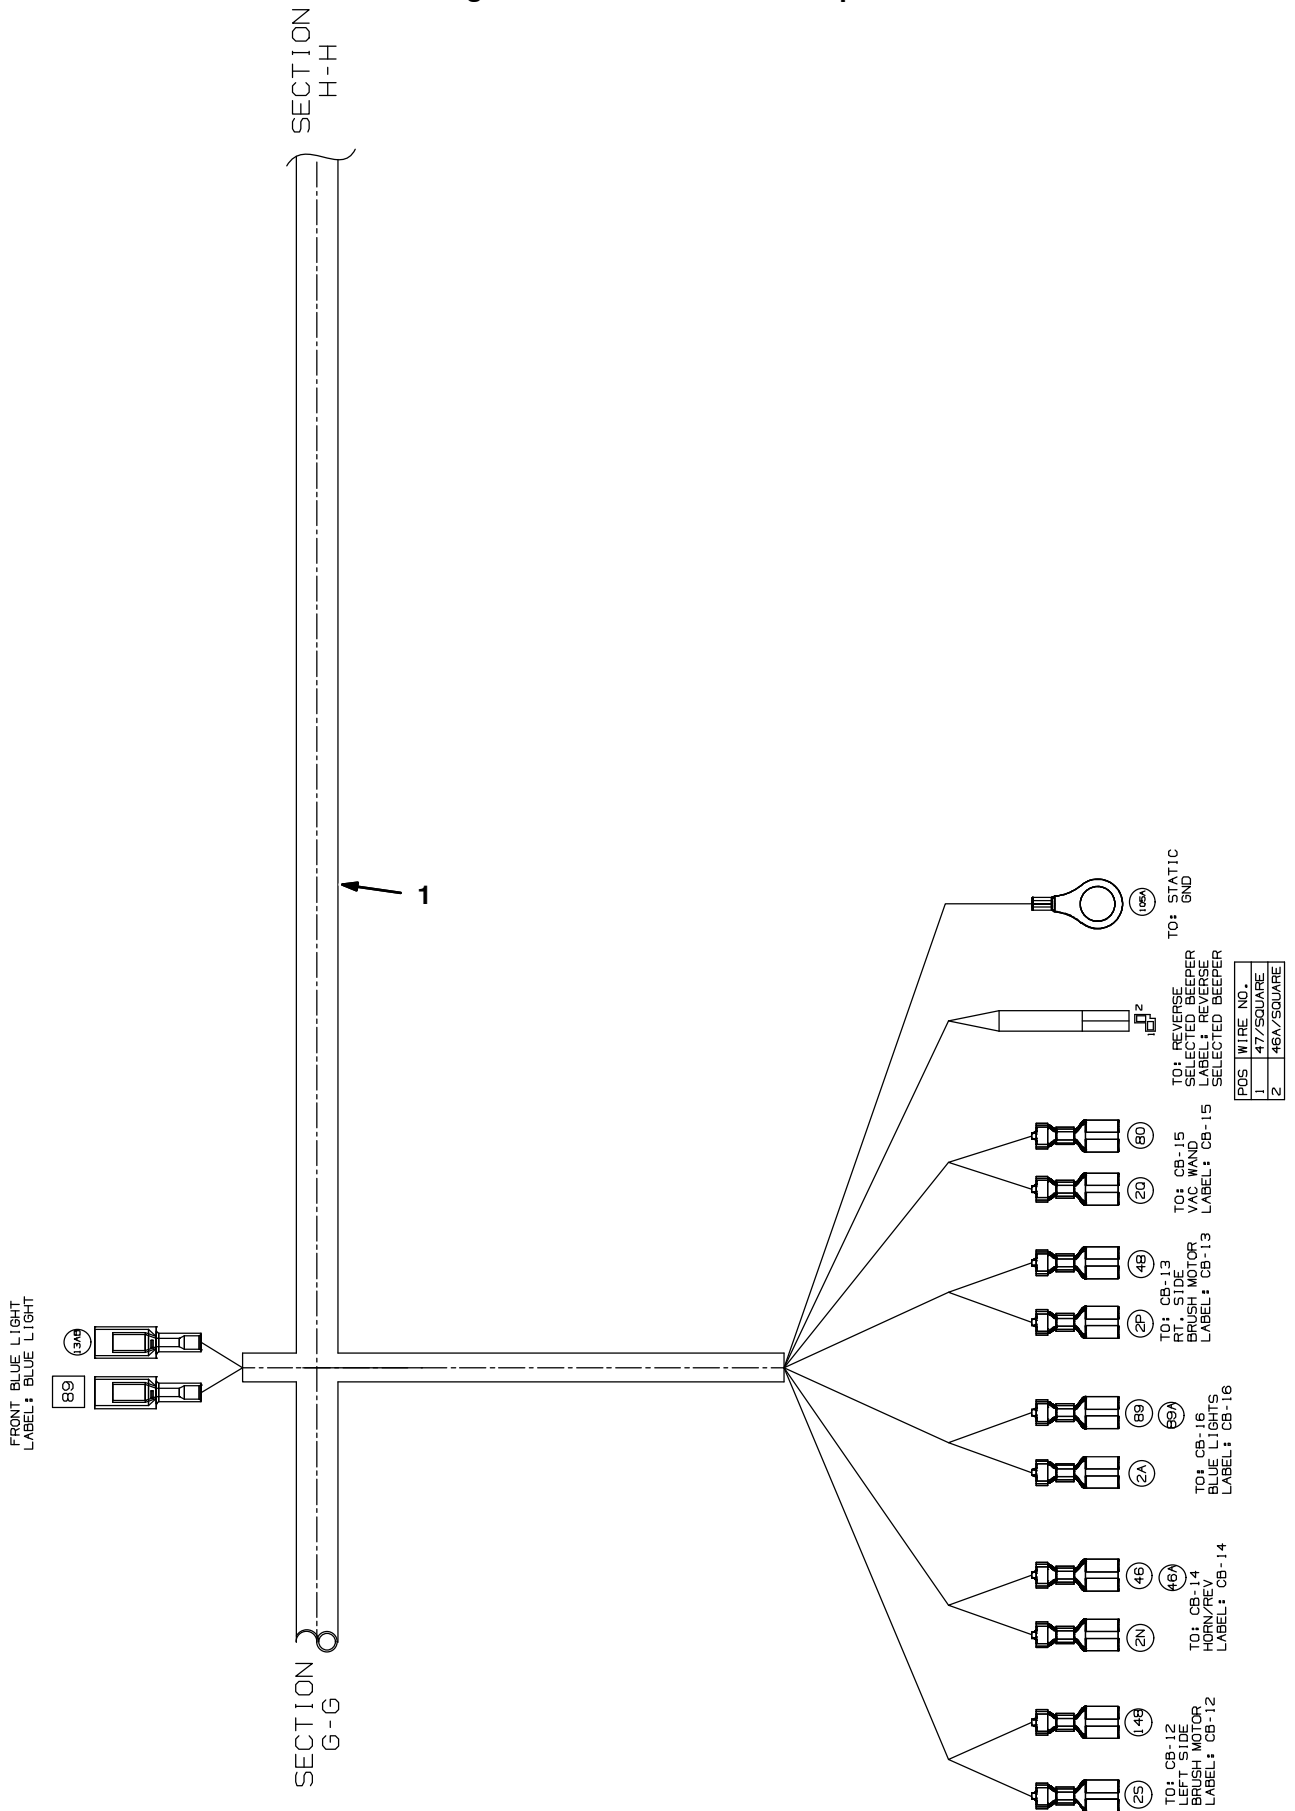 SECTION
H-H
1
FRONT BLUE LIGHT
LABEL: BLUE LIGHT
89
13AB
SECTION
G-G
105A
TO: STATIC
GND
1
2
TO: REVERSE
SELECTED BEEPER
LABEL: REVERSE
SELECTED BEEPER
POS WIRE NO.
1 47/SQUARE
2 46A/SQUARE
2Q
80
TO: CB-15
VAC WAND
LABEL: CB-15
2P
48
TO: CB-13
RT. SIDE
BRUSH MOTOR
LABEL: CB-13
2A
89
89A
TO: CB-16
BLUE LIGHTS
LABEL: CB-16
2N
46
46A
TO: CB-14
HORN/REV
LABEL: CB-14
2S
148
TO: CB-12
LEFT SIDE
BRUSH MOTOR
LABEL: CB-12